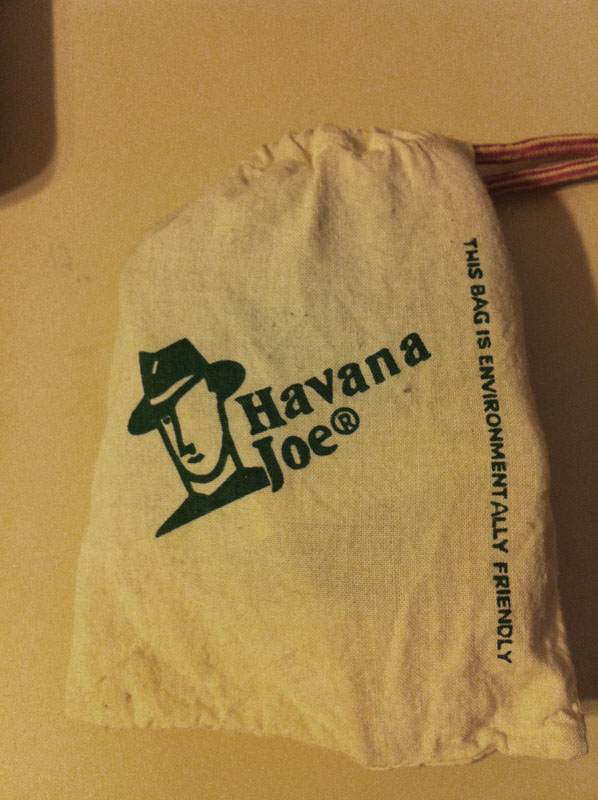 Havana
Joe®
THIS BAG IS ENVIRONMENTALLY FRIENDLY